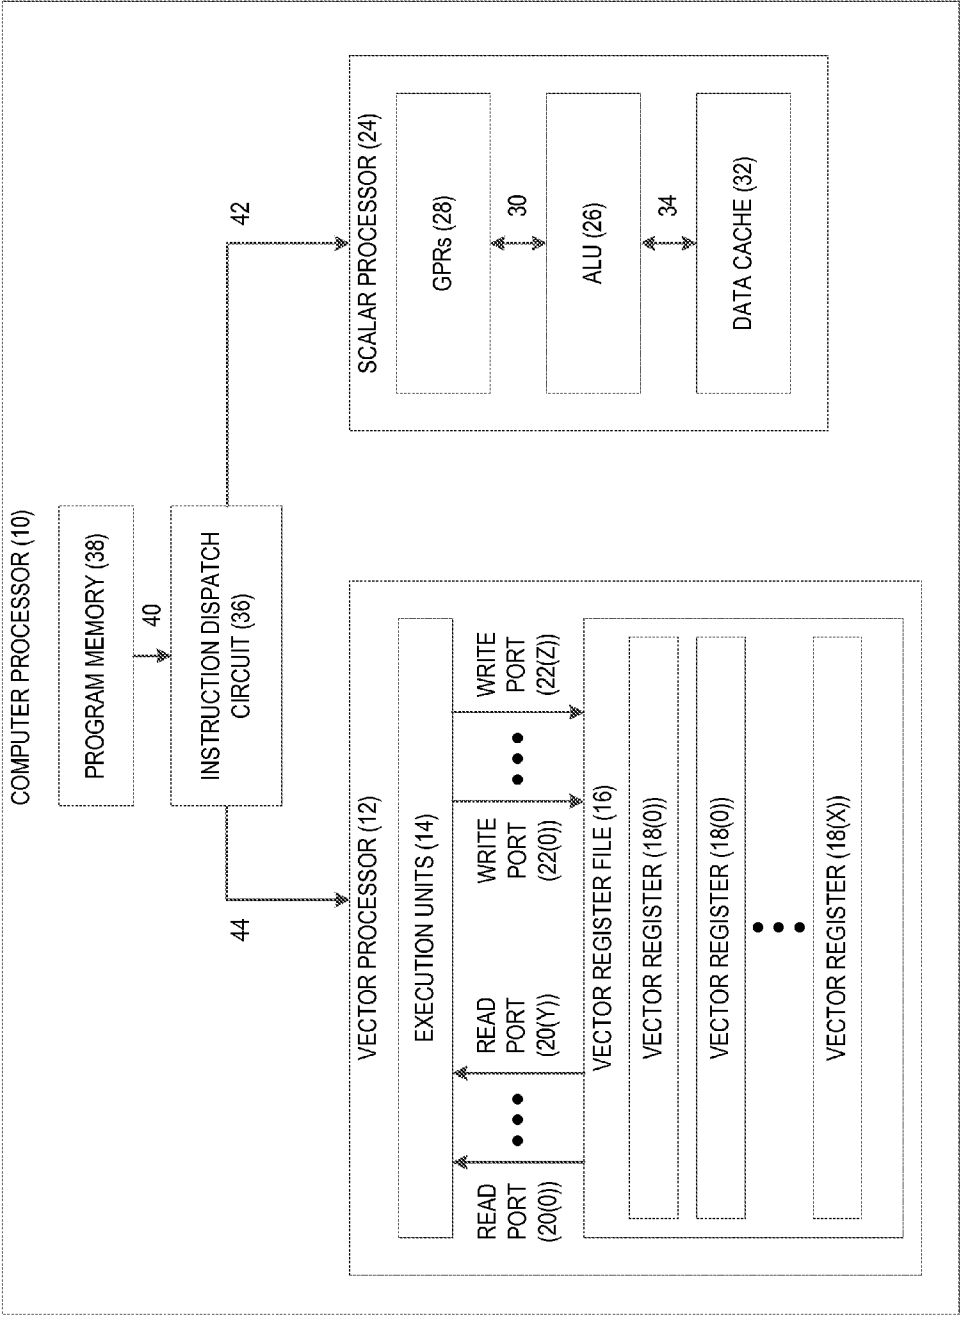 COMPUTER PROCESSOR (10)
PROGRAM MEMORY (38)
40
INSTRUCTION DISPATCH
CIRCUIT (36)
44
42
VECTOR PROCESSOR (12)
EXECUTION UNITS (14)
READ
PORT
(20(0))
READ
PORT
(20(Y))
WRITE
PORT
(22(0))
WRITE
PORT
(22(Z))
VECTOR REGISTER FILE (16)
VECTOR REGISTER (18(0))
VECTOR REGISTER (18(0))
VECTOR REGISTER (18(X))
SCALAR PROCESSOR (24)
GPRs (28)
30
ALU (26)
34
DATA CACHE (32)